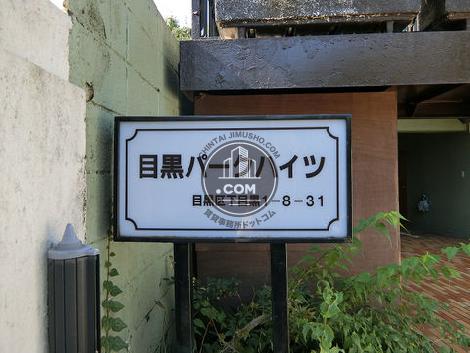 目黒パークハイツ
CHINTAI JIMUSHO.COM
.COM
目黒区下目黒1-8-31
賃貸事務所ドットコム